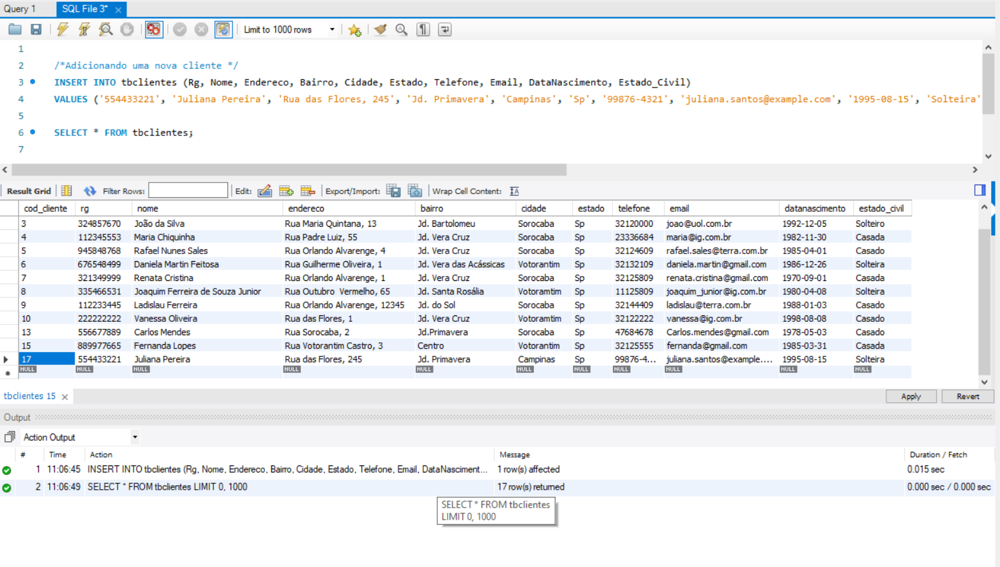 Query 1 SQL File 3*
Limit to 1000 rows
1
2 /*Adicionando uma nova cliente */
3 INSERT INTO tbclientes (Rg, Nome, Endereco, Bairro, Cidade, Estado, Telefone, Email, DataNascimento, Estado_Civil)
4 VALUES ('554433221', 'Juliana Pereira', 'Rua das Flores, 245', 'Jd. Primavera', 'Campinas', 'Sp', '99876-4321', 'juliana.santos@example.com', '1995-08-15', 'Solteira'
5
6 SELECT * FROM tbclientes;
7
Result Grid Filter Rows: Edit: Export/Import: Wrap Cell Content: IA
cod_cliente rg nome endereco bairro cidade estado telefone email datanascimento estado_civil
3 324857670 João da Silva Rua Maria Quintana, 13 Jd. Bartolomeu Sorocaba Sp 32120000 joao@uol.com.br 1992-12-05 Solteiro
4 112345553 Maria Chiquinha Rua Padre Luiz, 55 Jd. Vera Cruz Sorocaba Sp 23336684 maria@ig.com.br 1982-11-30 Casada
5 945848768 Rafael Nunes Sales Rua Orlando Alvarenge, 4 Jd. Vera Cruz Sorocaba Sp 32124609 rafael.sales@terra.com.br 1985-04-01 Casado
6 676548499 Daniela Martin Feitosa Rua Guilherme Oliveira, 1 Jd. Vera das Acássicas Votorantim Sp 32132109 daniela.martin@gmail.com 1986-12-26 Solteira
7 321349999 Renata Cristina Rua Orlando Alvarenge, 1 Jd. Vera Cruz Sorocaba Sp 32125809 renata.cristina@gmail.com 1970-09-01 Casada
8 335466531 Joaquim Ferreira de Souza Junior Rua Outubro  Vermelho, 65 Jd. Santa Rosália Votoramtim Sp 11125809 joaquim_junior@ig.com.br 1980-04-08 Solteira
9 112233445 Ladislau Ferreira Rua Orlando Alvarenge, 12345 Jd. do Sol Sorocaba Sp 32144409 ladislau@terra.com.br 1988-01-03 Casado
10 222222222 Vanessa Oliveira Rua das Flores, 1 Jd. Vera Cruz Votoramtim Sp 32122222 vanessa@ig.com.br 1998-08-08 Casado
13 556677889 Carlos Mendes Rua Sorocaba, 2 Jd.Primavera Sorocaba Sp 47684678 Carlos.mendes@gmail.com 1978-05-03 Casado
15 889977665 Fernanda Lopes Rua Votorantim Castro, 3 Centro Votorantim Sp 32125555 fernanda@gmail.com 1985-03-31 Casada
17 554433221 Juliana Pereira Rua das Flores, 245 Jd. Primavera Campinas Sp 99876-4... juliana.santos@example.... 1995-08-15 Solteira
NULL NULL NULL NULL NULL NULL NULL NULL NULL NULL NULL
tbclientes 15 Apply Revert
Output
Action Output
# Time Action Message Duration / Fetch
1 11:06:45 INSERT INTO tbclientes (Rg, Nome, Endereco, Bairro, Cidade, Estado, Telefone, Email, DataNasciment... 1 row(s) affected 0.015 sec
2 11:06:49 SELECT * FROM tbclientes LIMIT 0, 1000 17 row(s) returned 0.000 sec / 0.000 sec
SELECT * FROM tbclientes
LIMIT 0, 1000